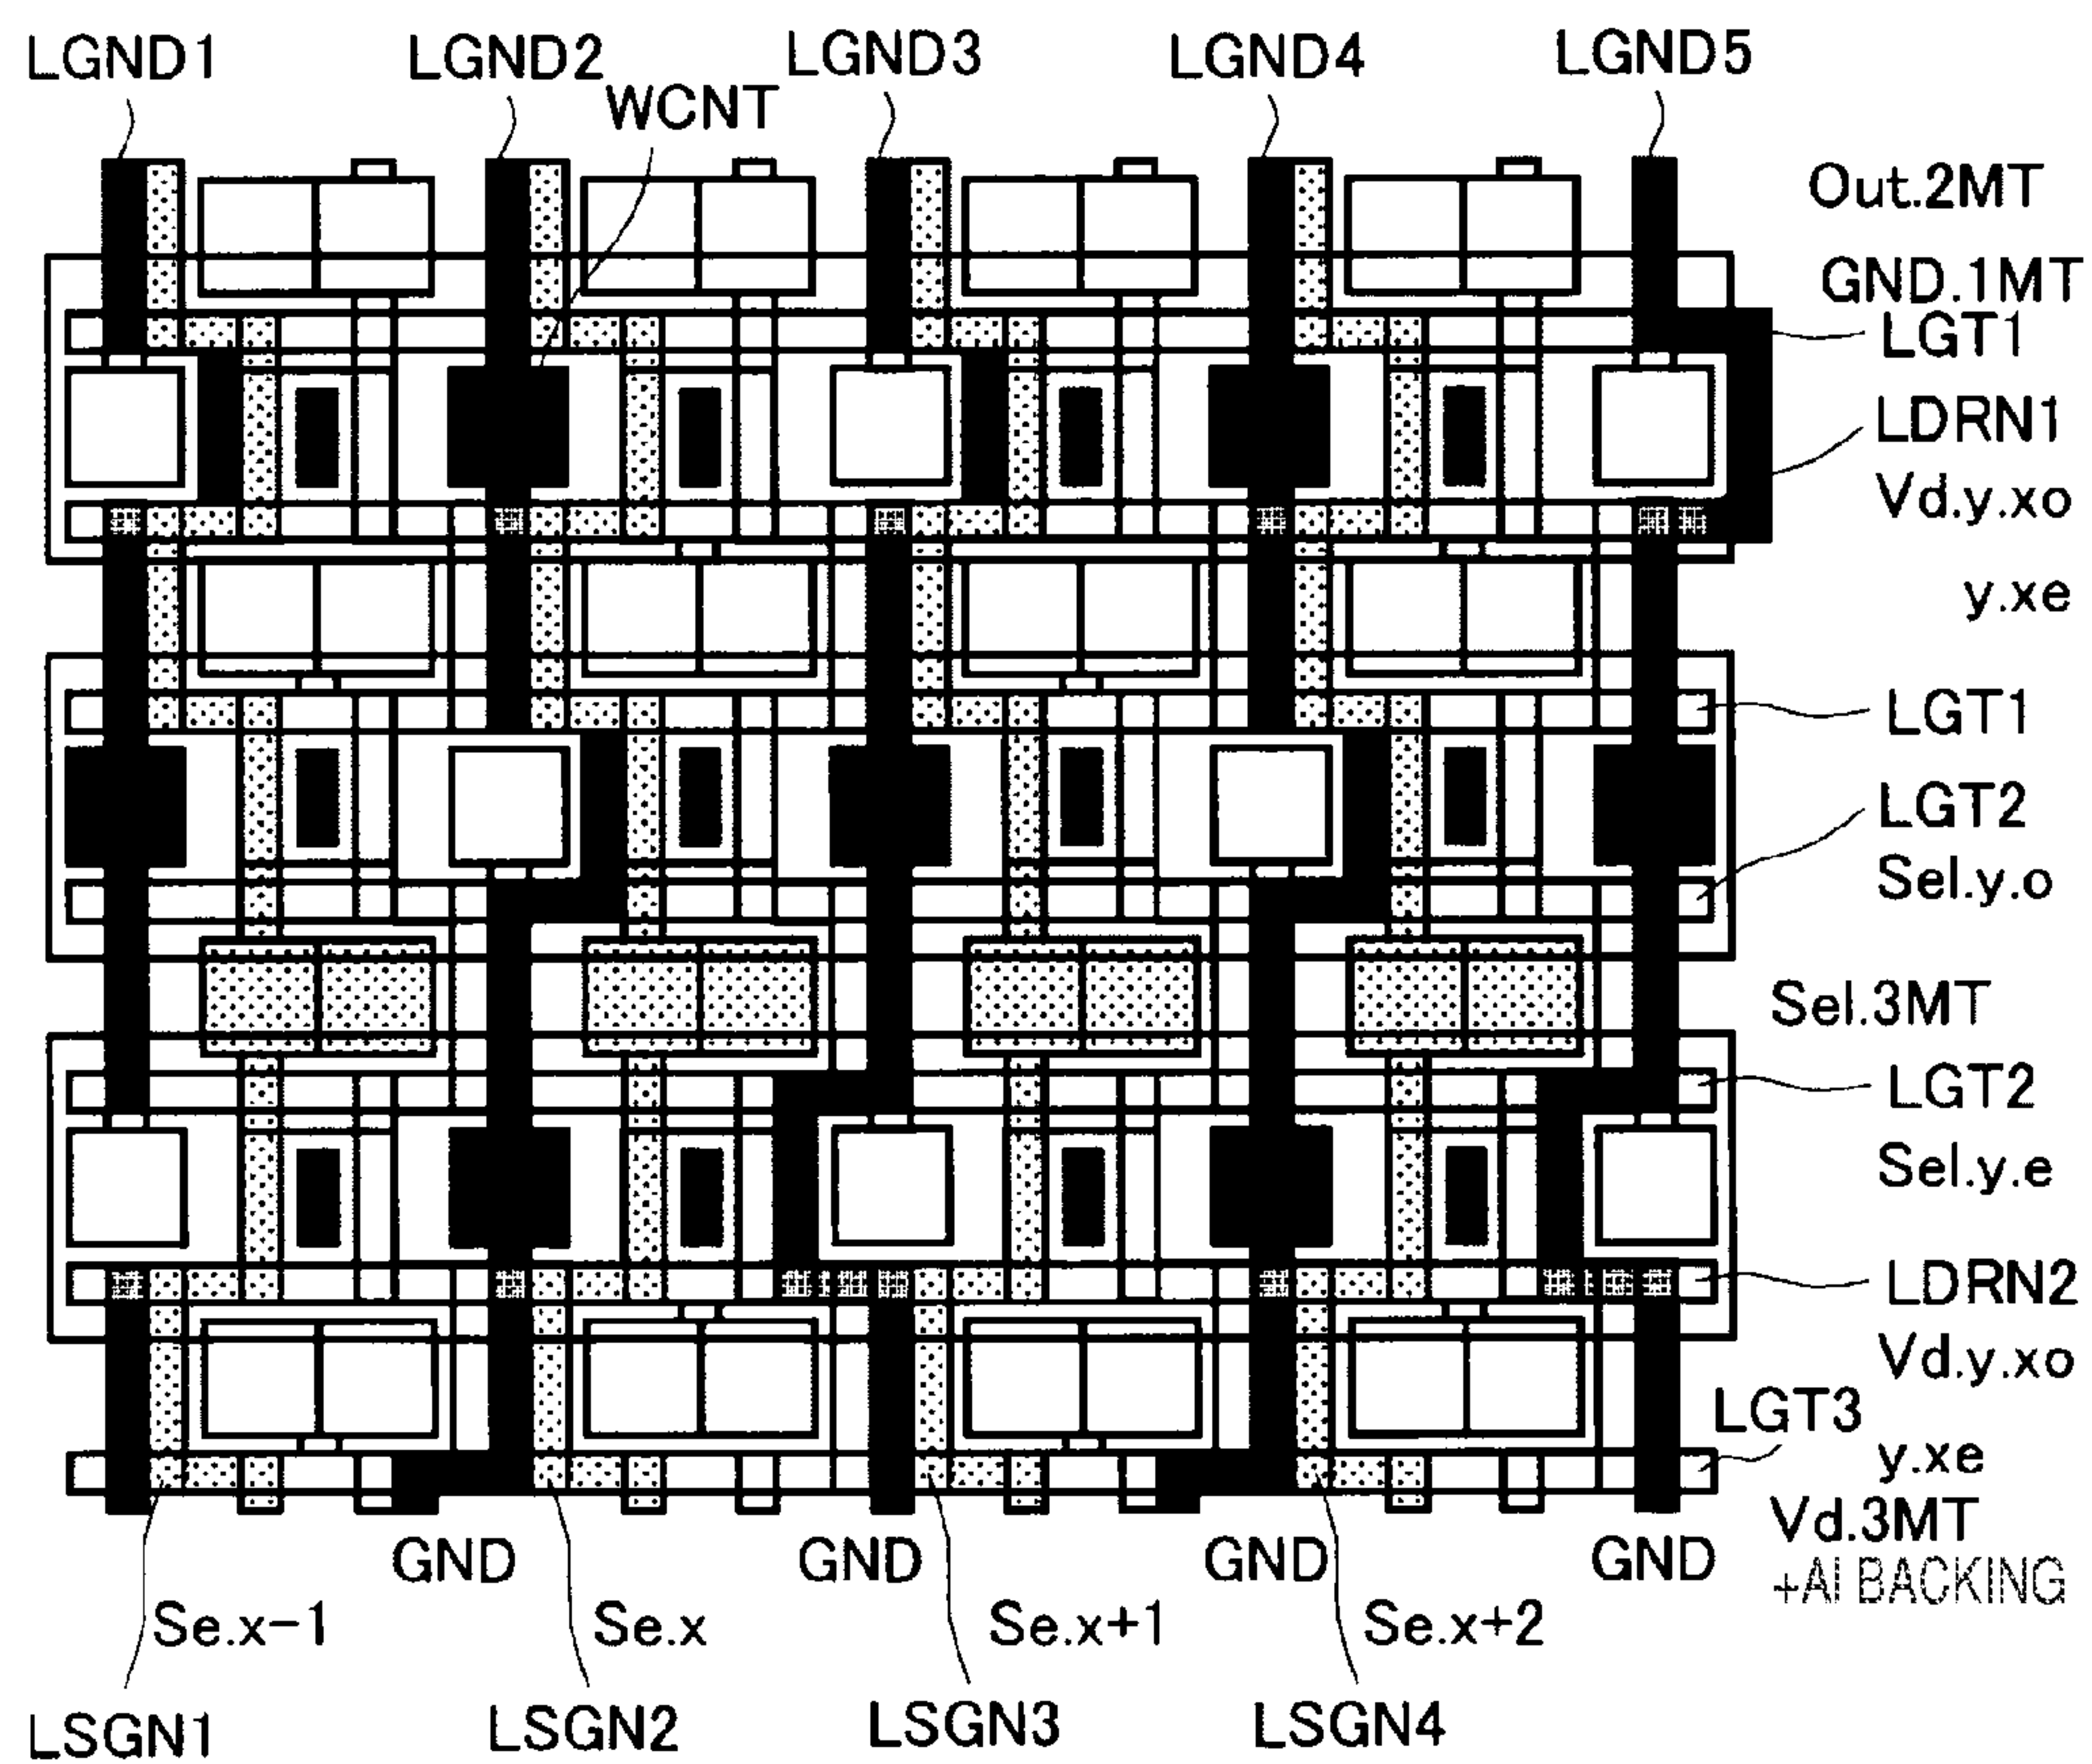 LGND1
LGND2
LGND3
LGND4
LGND5
WCNT
Out.2MT
GND.1MT
LGT1
LDRN1
Vd.y.xo
y.xe
LGT1
LGT2
Sel.y.o
Sel.3MT
LGT2
Sel.y.e
LDRN2
Vd.y.xo
LGT3
y.xe
Vd.3MT
+Al BACKING
GND
GND
GND
GND
Se.x-1
Se.x
Se.x+1
Se.x+2
LSGN1
LSGN2
LSGN3
LSGN4